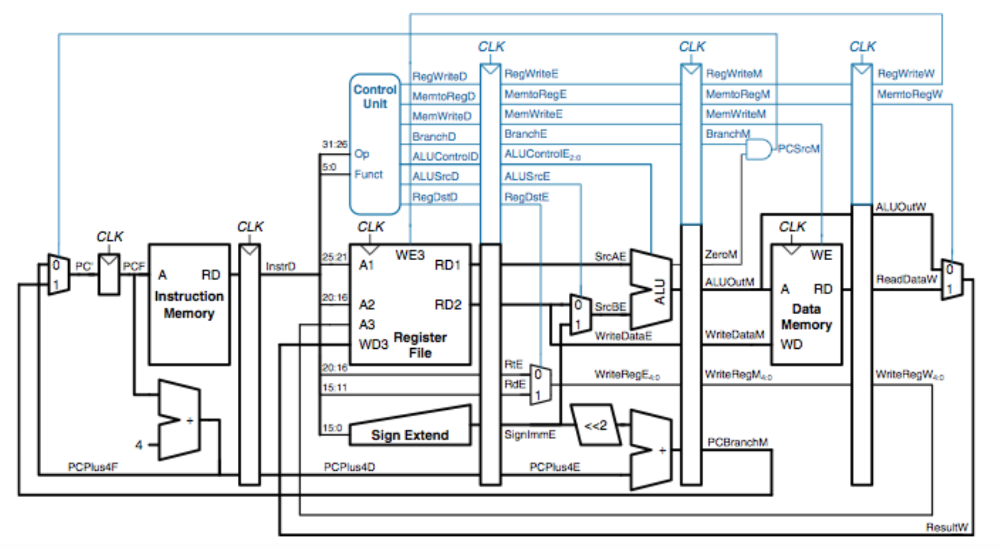 CLK
CLK
CLK
Control
Unit
RegWriteD
MemtoRegD
MemWriteD
BranchD
ALUControlD
ALUSrcD
RegDstD
RegWriteE
MemtoRegE
MemWriteE
BranchE
ALUControlE2:0
ALUSrcE
RegDstE
RegWriteM
MemtoRegM
MemWriteM
BranchM
PCSrcM
RegWriteW
MemtoRegW
31:26
Op
5:0
Funct
CLK
CLK
CLK
CLK
0
1
PC'
PCF
A
RD
Instruction
Memory
InstrD
25:21
A1
WE3
RD1
20:16
A2
RD2
A3
WD3
Register
File
20:16
15:11
15:0
Sign Extend
RtE
RdE
0
1
SignImmE
SrcAE
0
1
SrcBE
ALU
WriteDataE
WriteRegE4:0
<<2
+
ZeroM
ALUOutM
WriteDataM
WriteRegM4:0
PCBranchM
A
RD
WE
Data
Memory
WD
ALUOutW
ReadDataW
0
1
WriteRegW4:0
4
+
PCPlus4F
PCPlus4D
PCPlus4E
ResultW